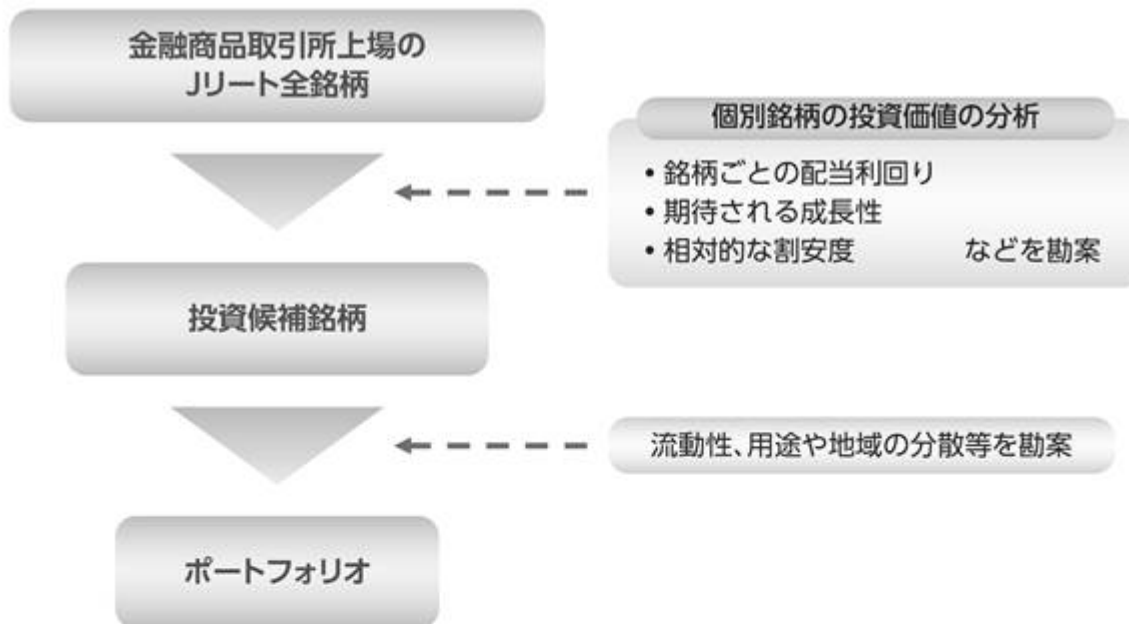 金融商品取引所上場の
Jリート全銘柄
個別銘柄の投資価値の分析
• 銘柄ごとの配当利回り
• 期待される成長性
• 相対的な割安度 などを勘案
投資候補銘柄
流動性、用途や地域の分散等を勘案
ポートフォリオ